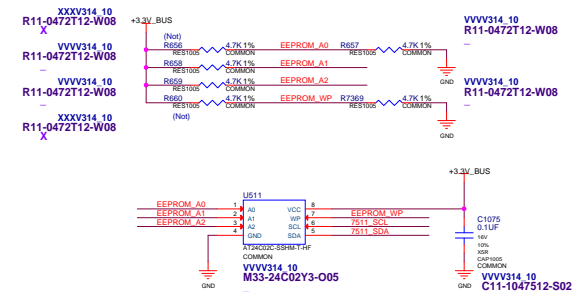 XXXV314_10
R11-0472T12-W08
X
VVVV314_10
R11-0472T12-W08
_
VVVV314_10
R11-0472T12-W08
_
XXXV314_10
R11-0472T12-W08
X
+3.3V_BUS
(Not)
R656 4.7K 1% EEPROM_A0 R657 4.7K 1%
RES1005 COMMON RES1005 COMMON
R658 4.7K 1% EEPROM_A1
RES1005 COMMON
R659 4.7K 1% EEPROM_A2
RES1005 COMMON
R660 4.7K 1% EEPROM_WP R7369 4.7K 1%
RES1005 COMMON RES1005 COMMON
(Not)
GND
GND
VVVV314_10
R11-0472T12-W08
_
VVVV314_10
R11-0472T12-W08
_
+3.3V_BUS
U511
EEPROM_A0 1 A0 VCC 8
EEPROM_A1 2 A1 WP 7 EEPROM_WP
EEPROM_A2 3 A2 SCL 6 7511_SCL
4 GND SDA 5 7511_SDA
AT24C02C-SSHM-T-HF
COMMON
VVVV314_10
M33-24C02Y3-O05
GND
C1075
0.1UF
16V
10%
X5R
CAP1005
COMMON
VVVV314_10
C11-1047512-S02
GND